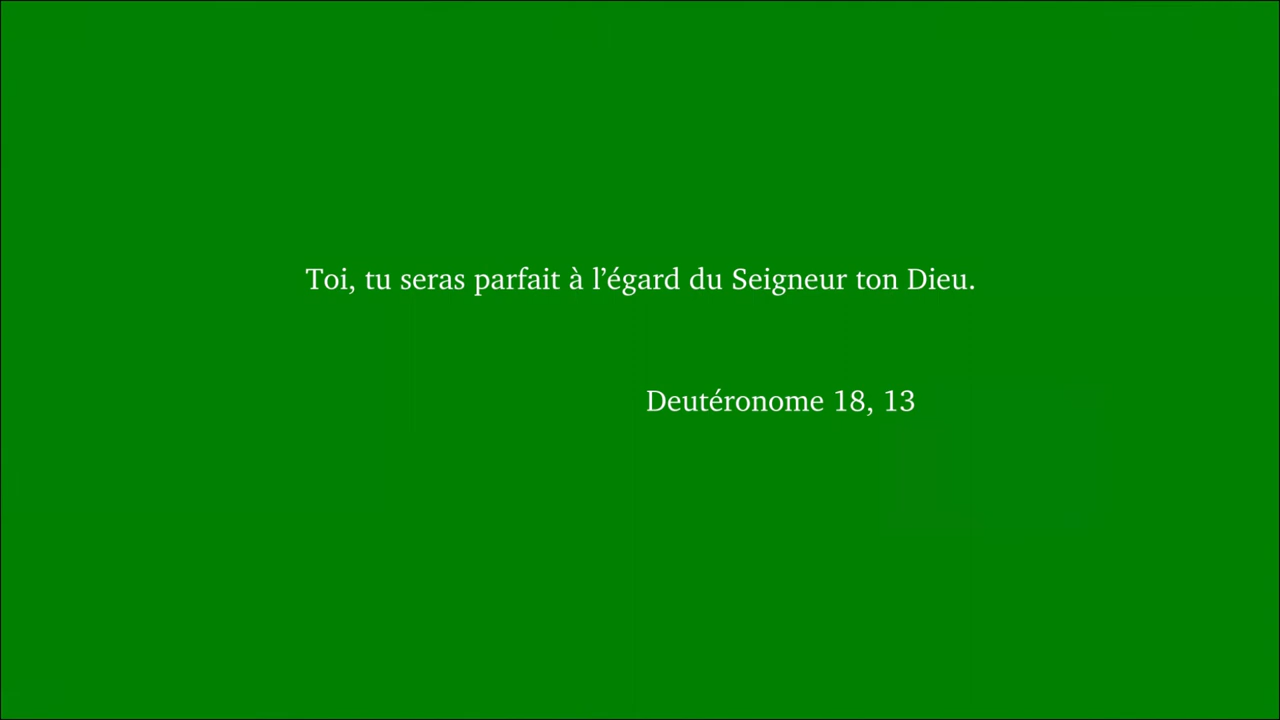 Toi, tu seras parfait à l’égard du Seigneur ton Dieu.
Deutéronome 18, 13